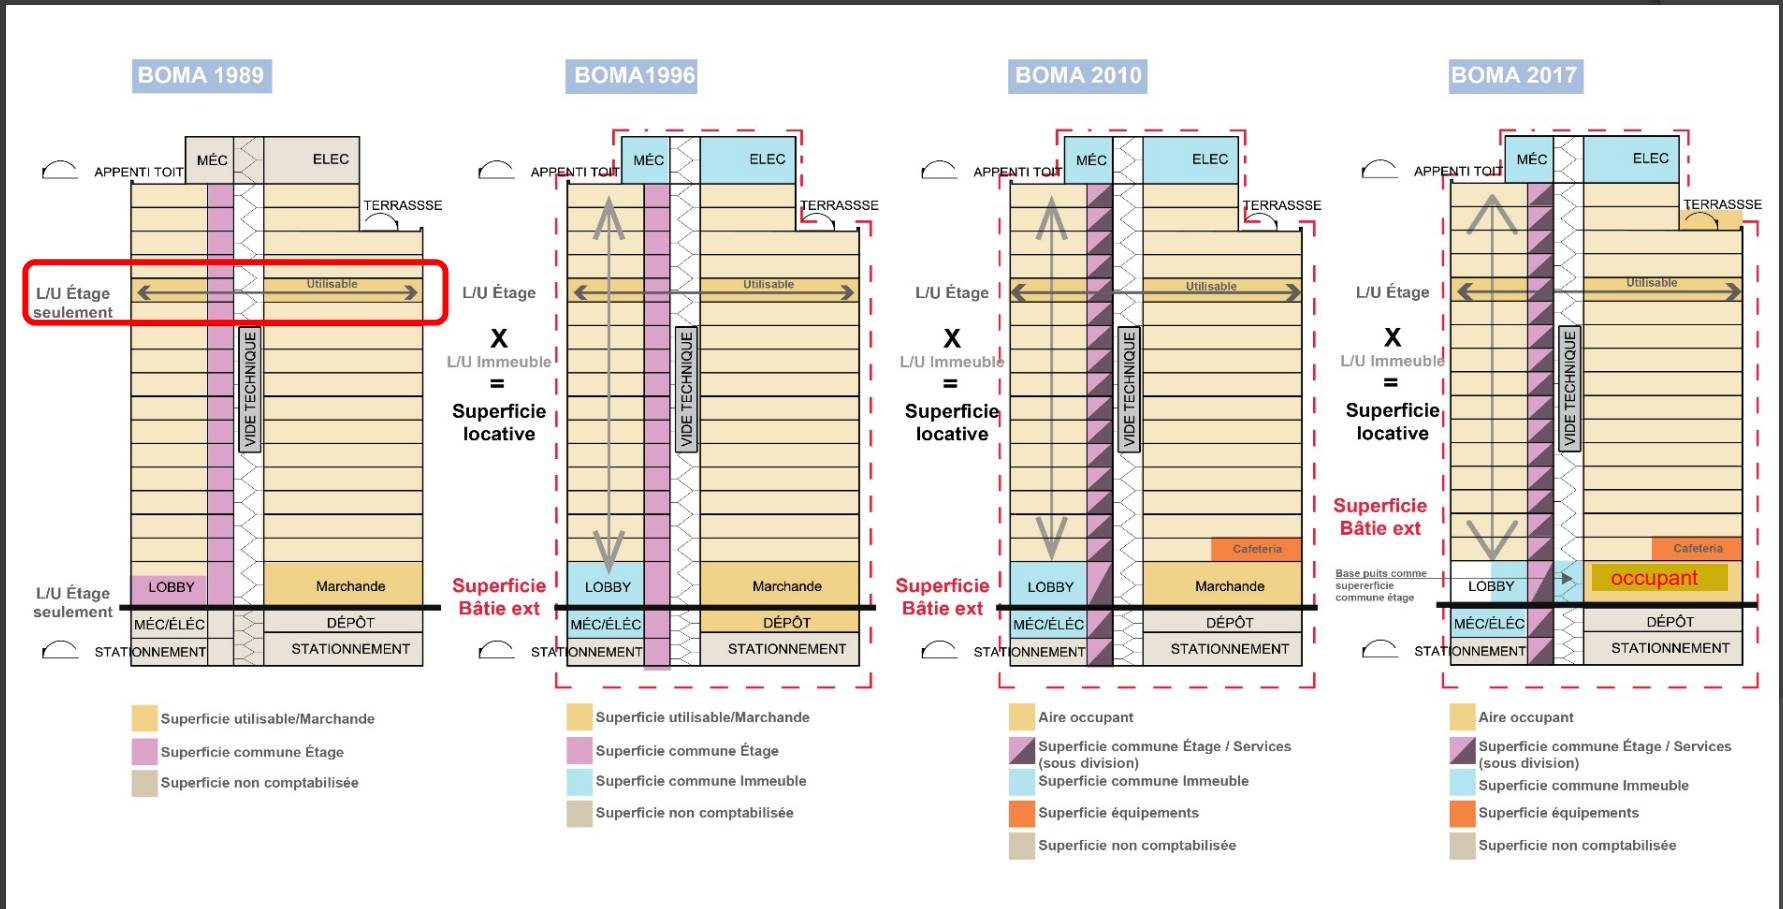 BOMA 1989
MÉC
ELEC
APPENTI TOIT
TERRASSSE
Utilisable
L/U Étage
seulement
VIDE TECHNIQUE
LOBBY
Marchande
L/U Étage
seulement
MÉC/ÉLÉC
DÉPÔT
STATIONNEMENT
STATIONNEMENT
Superficie utilisable/Marchande
Superficie commune Étage
Superficie non comptabilisée
BOMA1996
MÉC
ELEC
APPENTI TOIT
TERRASSSE
Utilisable
L/U Étage
X
L/U Immeuble
=
Superficie
locative
VIDE TECHNIQUE
Superficie
Bâtie ext
LOBBY
Marchande
MÉC/ÉLÉC
DÉPÔT
STATIONNEMENT
STATIONNEMENT
Superficie utilisable/Marchande
Superficie commune Étage
Superficie commune Immeuble
Superficie non comptabilisée
BOMA 2010
MÉC
ELEC
APPENTI TOIT
TERRASSSE
Utilisable
L/U Étage
X
L/U Immeuble
=
Superficie
locative
VIDE TECHNIQUE
Cafeteria
Superficie
Bâtie ext
LOBBY
Marchande
MÉC/ÉLÉC
DÉPÔT
STATIONNEMENT
STATIONNEMENT
Aire occupant
Superficie commune Étage / Services
(sous division)
Superficie commune Immeuble
Superficie équipements
Superficie non comptabilisée
BOMA 2017
MÉC
ELEC
APPENTI TOIT
TERRASSSE
Utilisable
L/U Étage
X
L/U Immeuble
=
Superficie
locative
VIDE TECHNIQUE
Superficie
Bâtie ext
Cafeteria
Base puits comme
supererficie
commune étage
LOBBY
occupant
MÉC/ÉLÉC
DÉPÔT
STATIONNEMENT
STATIONNEMENT
Aire occupant
Superficie commune Étage / Services
(sous division)
Superficie commune Immeuble
Superficie équipements
Superficie non comptabilisée